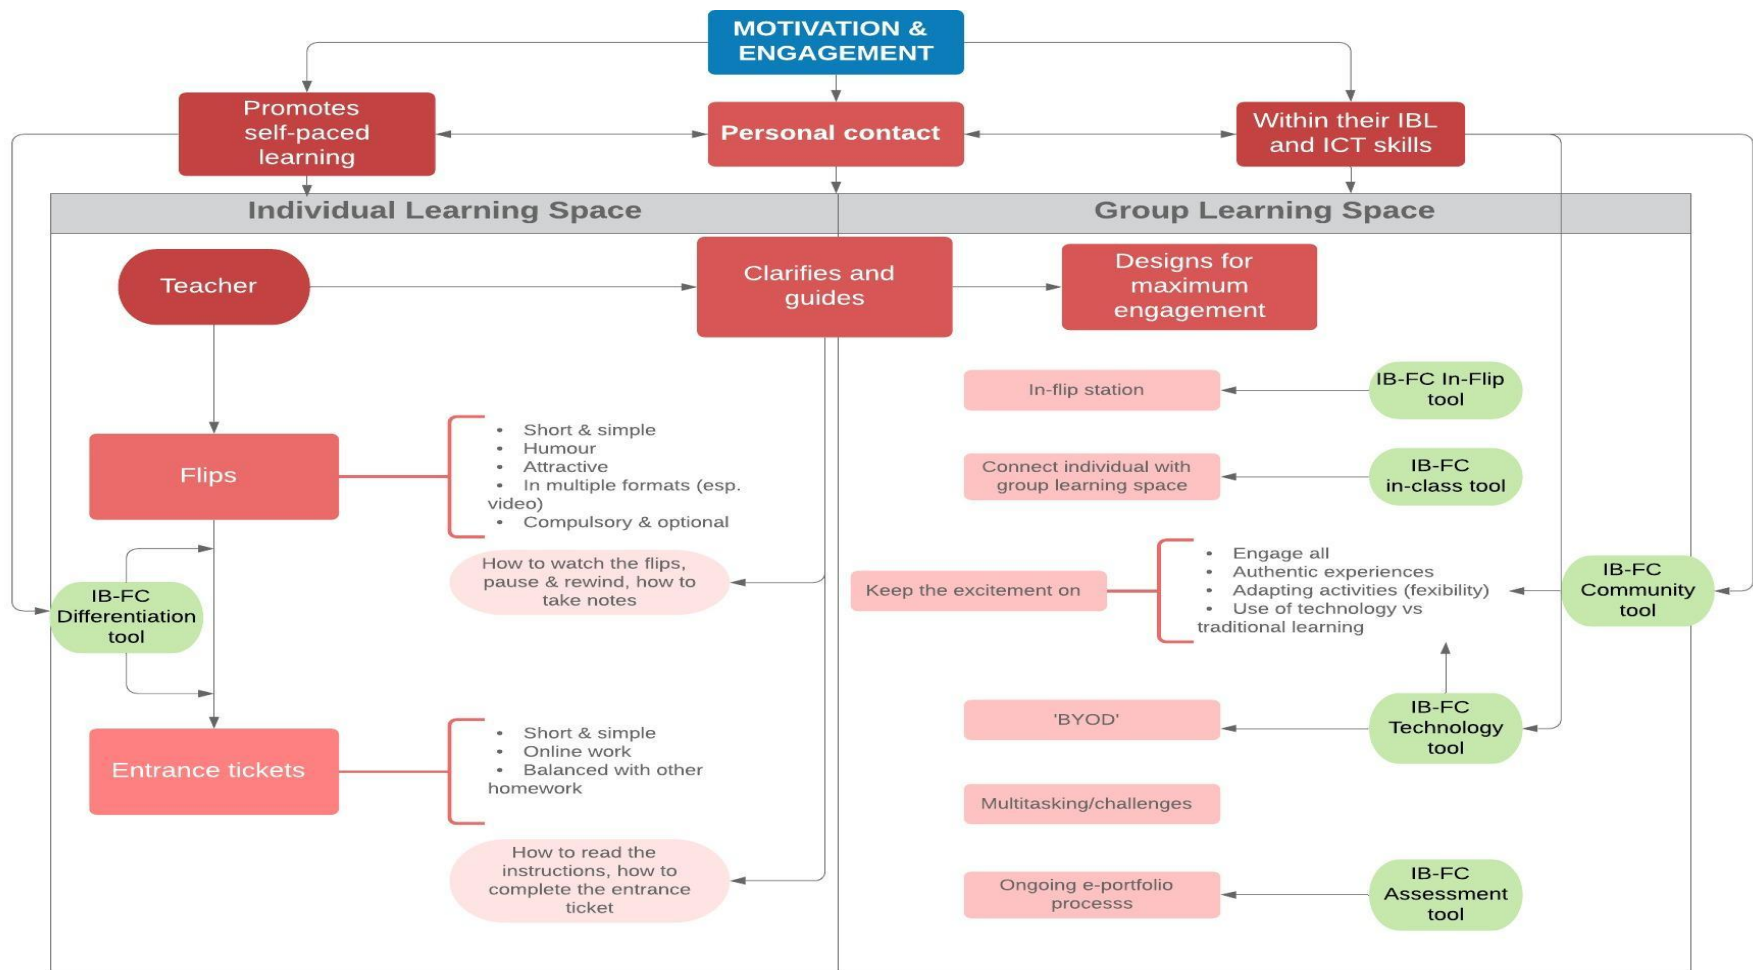 MOTIVATION &
ENGAGEMENT
Promotes
self-paced
learning
Personal contact
Within their IBL
and ICT skills
Individual Learning Space
Group Learning Space
Teacher
Clarifies and
guides
Designs for
maximum
engagement
Flips
• Short & simple
• Humour
• Attractive
• In multiple formats (esp.
video)
• Compulsory & optional
How to watch the flips,
pause & rewind, how to
take notes
IB-FC
Differentiation
tool
Entrance tickets
• Short & simple
• Online work
• Balanced with other
homework
How to read the
instructions, how to
complete the entrance
ticket
In-flip station
IB-FC In-Flip
tool
Connect individual with
group learning space
IB-FC
in-class tool
Keep the excitement on
• Engage all
• Authentic experiences
• Adapting activities (fexibility)
• Use of technology vs
traditional learning
IB-FC
Community
tool
'BYOD'
IB-FC
Technology
tool
Multitasking/challenges
Ongoing e-portfolio
processs
IB-FC
Assessment
tool